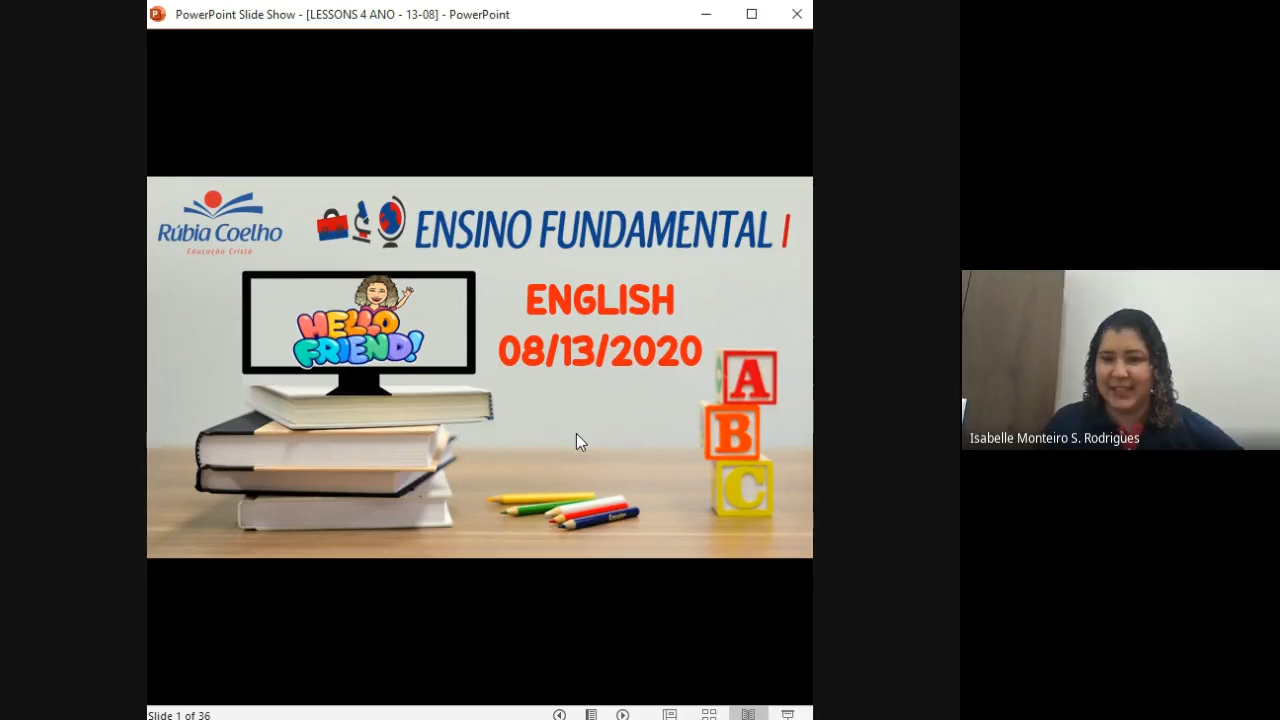 PowerPoint Slide Show - [LESSONS 4 ANO - 13-08] - PowerPoint
Rúbia Coelho
Educação Cristã
ENSINO FUNDAMENTAL I
HELLO
FRIEND!
ENGLISH
08/13/2020
A
B
C
Isabelle Monteiro S. Rodrigues
Slide 1 of 36